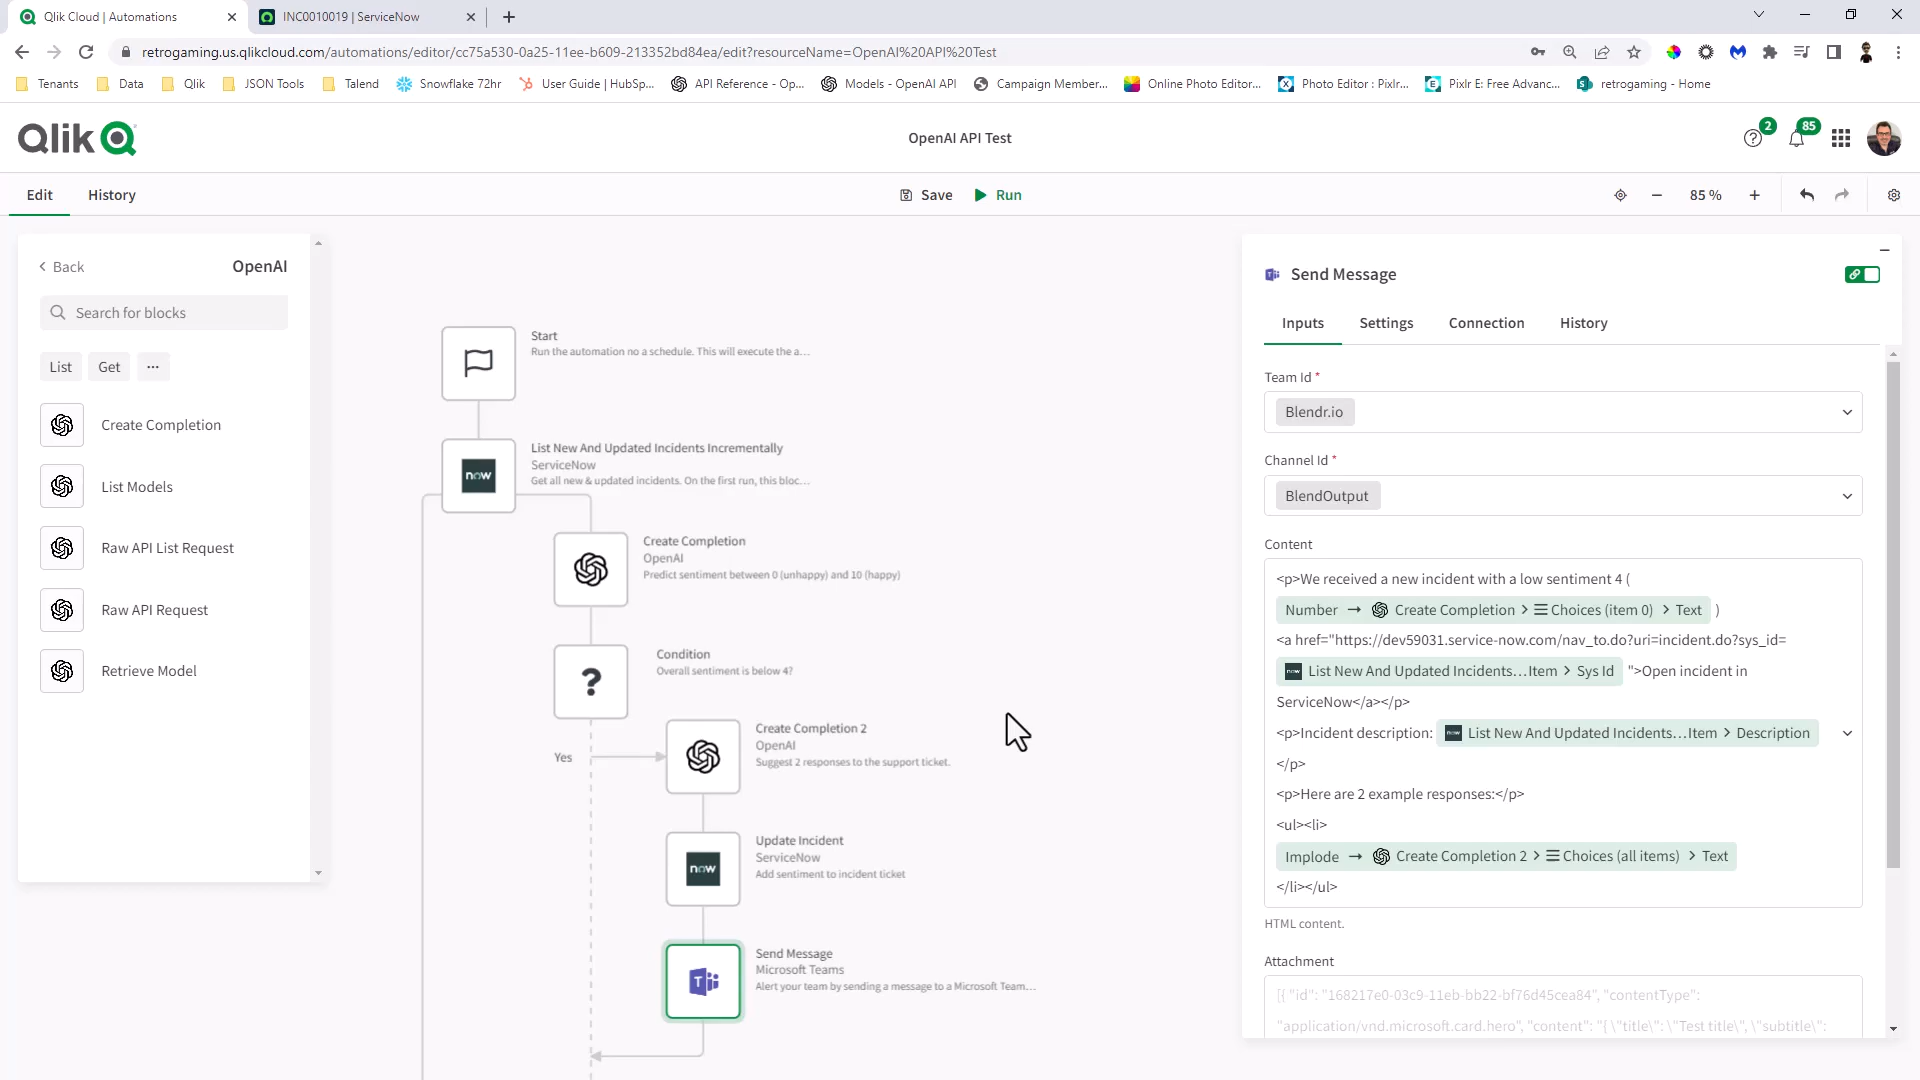 Qlik Cloud | Automations
INC0010019 | ServiceNow
retrogaming.us.qlikcloud.com/automations/editor/cc75a530-0a25-11ee-b609-213352bd84ea/edit?resourceName=OpenAI%20API%20Test
Tenants
Data
Qlik
JSON Tools
Talend
Snowflake 72hr
User Guide | HubSp...
API Reference - Op...
Models - OpenAI API
Campaign Member...
Online Photo Editor...
Photo Editor : Pixlr...
Pixlr E: Free Advanc...
retrogaming - Home
Qlik
OpenAI API Test
2
85
Edit
History
Save
Run
85 %
Back
OpenAI
Search for blocks
List
Get
...
Create Completion
List Models
Raw API List Request
Raw API Request
Retrieve Model
Start
Run the automation no a schedule. This will execute the a...
now
List New And Updated Incidents Incrementally
ServiceNow
Get all new & updated incidents. On the first run, this bloc...
Create Completion
OpenAI
Predict sentiment between 0 (unhappy) and 10 (happy)
?
Condition
Overall sentiment is below 4?
Yes
Create Completion 2
OpenAI
Suggest 2 responses to the support ticket.
now
Update Incident
ServiceNow
Add sentiment to incident ticket
Send Message
Microsoft Teams
Alert your team by sending a message to a Microsoft Team...
Send Message
Inputs
Settings
Connection
History
Team Id *
Blendr.io
Channel Id *
BlendOutput
Content
<p>We received a new incident with a low sentiment 4 (
Number → Create Completion > Choices (item 0) > Text )
<a href="https://dev59031.service-now.com/nav_to.do?uri=incident.do?sys_id=
List New And Updated Incidents...Item > Sys Id ">Open incident in
ServiceNow</a></p>
<p>Incident description: List New And Updated Incidents...Item > Description
</p>
<p>Here are 2 example responses:</p>
<ul><li>
Implode → Create Completion 2 > Choices (all items) > Text
</li></ul>
HTML content.
Attachment
[{ "id": "168217e0-03c9-11eb-bb22-bf76d45cea84", "contentType":
"application/vnd.microsoft.card.hero", "content": "{ \"title\": \"Test title\", \"subtitle\":